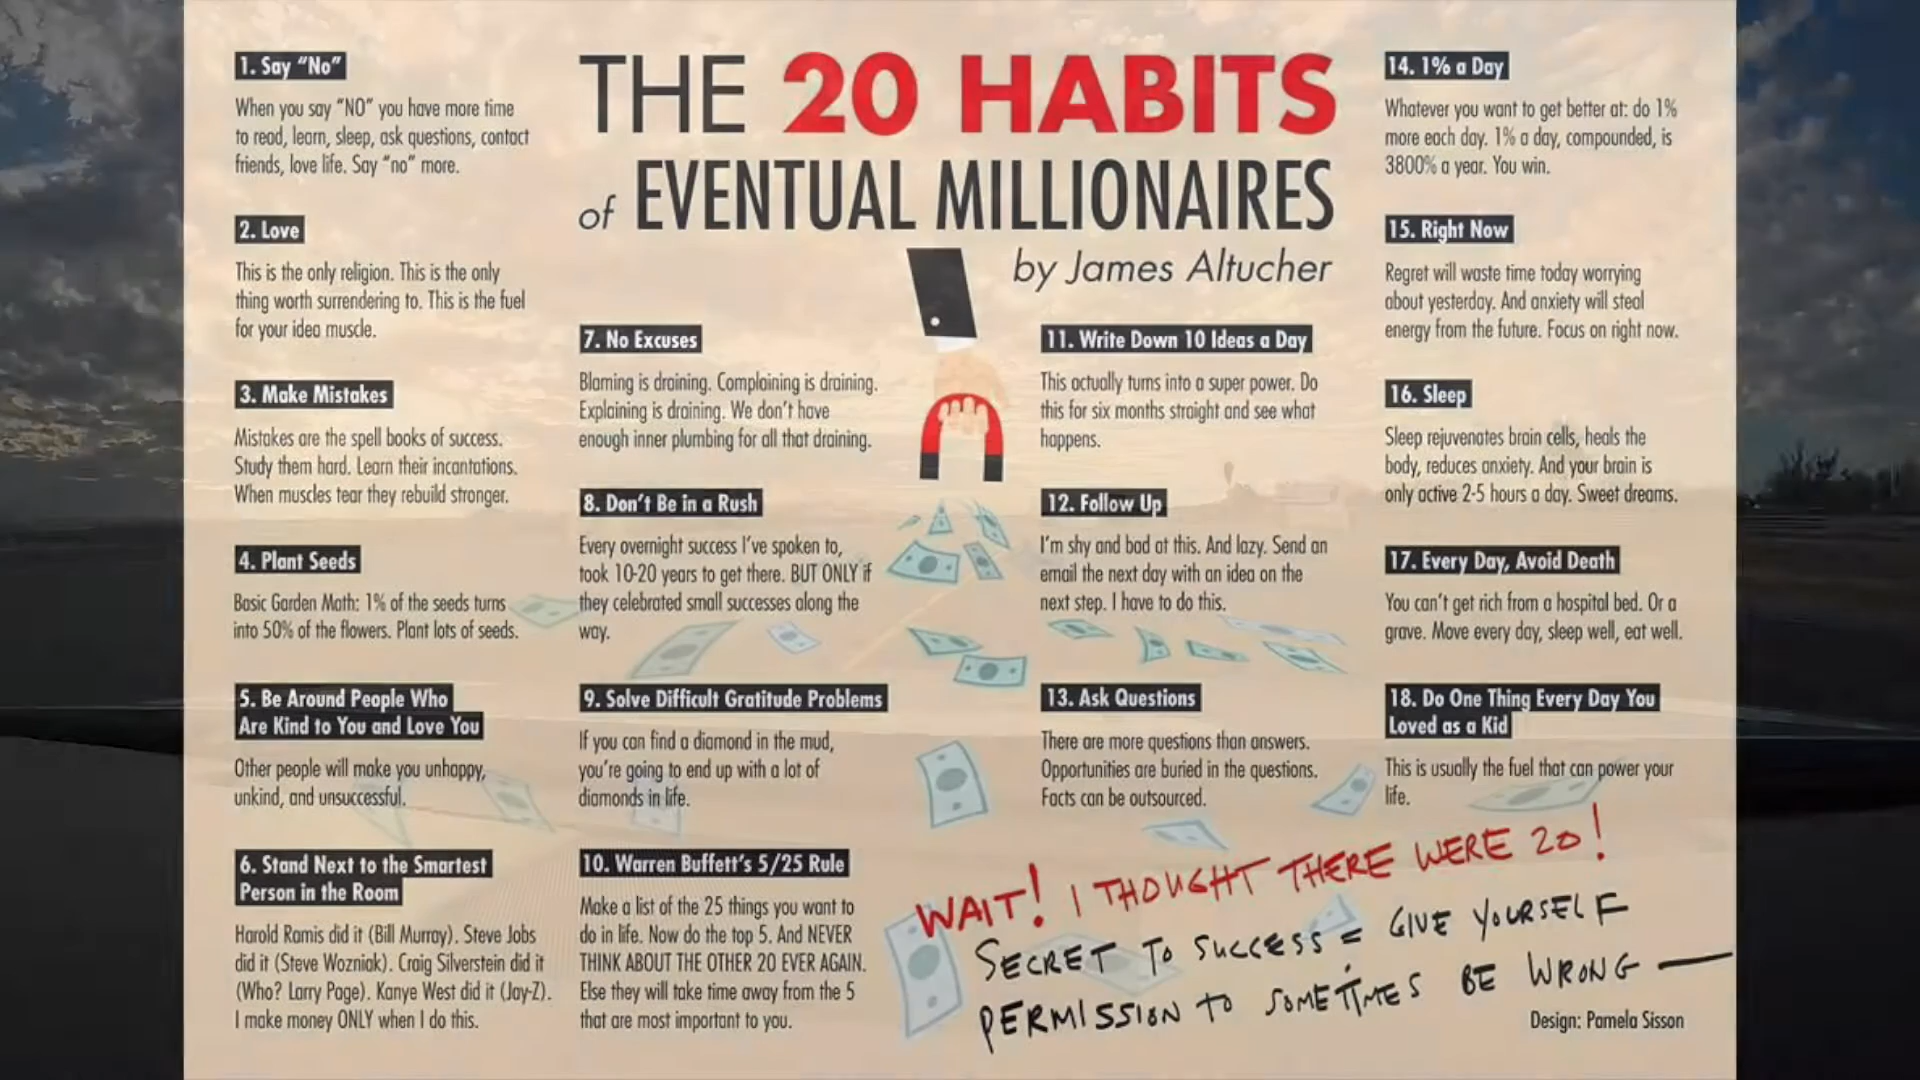 THE 20 HABITS
of EVENTUAL MILLIONAIRES
by James Altucher
1. Say “No”
When you say “NO” you have more time
to read, learn, sleep, ask questions, contact
friends, love life. Say “no” more.
2. Love
This is the only religion. This is the only
thing worth surrendering to. This is the fuel
for your idea muscle.
3. Make Mistakes
Mistakes are the spell books of success.
Study them hard. Learn their incantations.
When muscles tear they rebuild stronger.
4. Plant Seeds
Basic Garden Math: 1% of the seeds turns
into 50% of the flowers. Plant lots of seeds.
5. Be Around People Who
Are Kind to You and Love You
Other people will make you unhappy,
unkind, and unsuccessful.
6. Stand Next to the Smartest
Person in the Room
Harold Ramis did it (Bill Murray). Steve Jobs
did it (Steve Wozniak). Craig Silverstein did it
(Who? Larry Page). Kanye West did it (Jay-Z).
I make money ONLY when I do this.
7. No Excuses
Blaming is draining. Complaining is draining.
Explaining is draining. We don’t have
enough inner plumbing for all that draining.
8. Don’t Be in a Rush
Every overnight success I’ve spoken to,
took 10-20 years to get there. BUT ONLY if
they celebrated small successes along the
way.
9. Solve Difficult Gratitude Problems
If you can find a diamond in the mud,
you’re going to end up with a lot of
diamonds in life.
10. Warren Buffett’s 5/25 Rule
Make a list of the 25 things you want to
do in life. Now do the top 5. And NEVER
THINK ABOUT THE OTHER 20 EVER AGAIN.
Else they will take time away from the 5
that are most important to you.
11. Write Down 10 Ideas a Day
This actually turns into a super power. Do
this for six months straight and see what
happens.
12. Follow Up
I’m shy and bad at this. And lazy. Send an
email the next day with an idea on the
next step. I have to do this.
13. Ask Questions
There are more questions than answers.
Opportunities are buried in the questions.
Facts can be outsourced.
14. 1% a Day
Whatever you want to get better at: do 1%
more each day. 1% a day, compounded, is
3800% a year. You win.
15. Right Now
Regret will waste time today worrying
about yesterday. And anxiety will steal
energy from the future. Focus on right now.
16. Sleep
Sleep rejuvenates brain cells, heals the
body, reduces anxiety. And your brain is
only active 2-5 hours a day. Sweet dreams.
17. Every Day, Avoid Death
You can’t get rich from a hospital bed. Or a
grave. Move every day, sleep well, eat well.
18. Do One Thing Every Day You
Loved as a Kid
This is usually the fuel that can power your
life.
WAIT! I THOUGHT THERE WERE 20!
SECRET TO SUCCESS = GIVE YOURSELF
PERMISSION TO SOMETIMES BE WRONG —
Design: Pamela Sisson